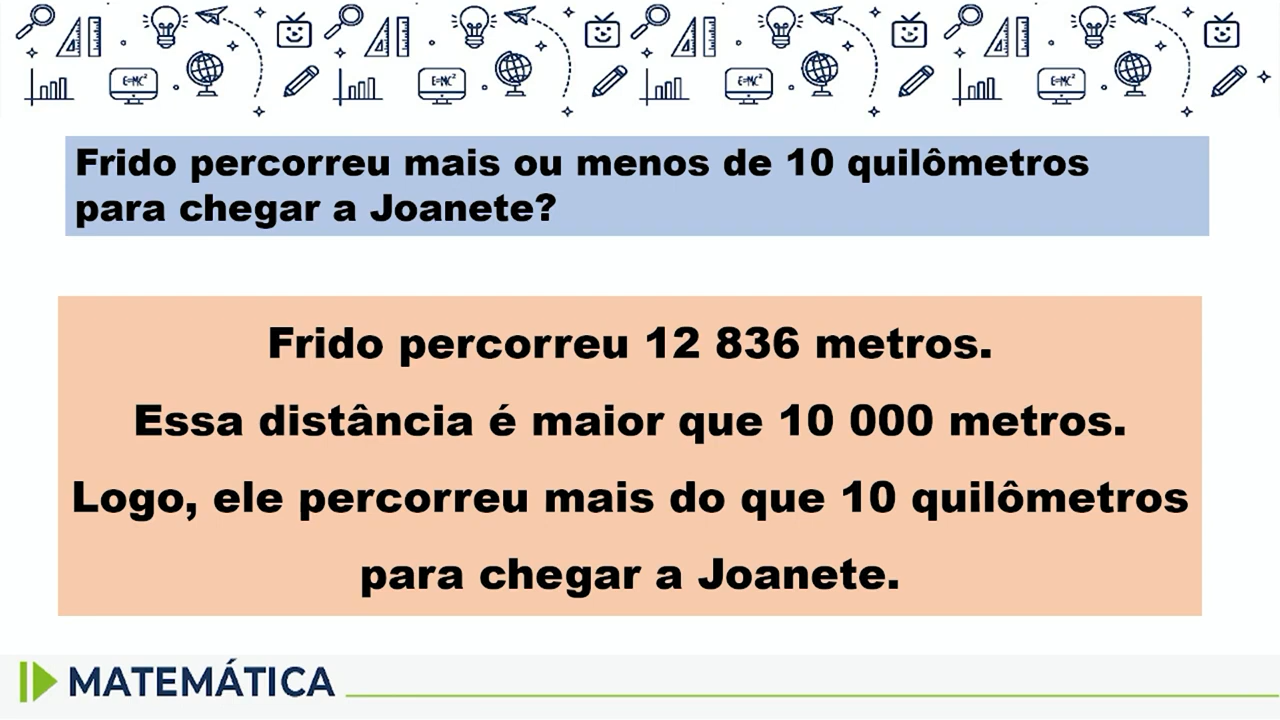 Frido percorreu mais ou menos de 10 quilômetros
para chegar a Joanete?
Frido percorreu 12 836 metros.
Essa distância é maior que 10 000 metros.
Logo, ele percorreu mais do que 10 quilômetros
para chegar a Joanete.
MATEMÁTICA